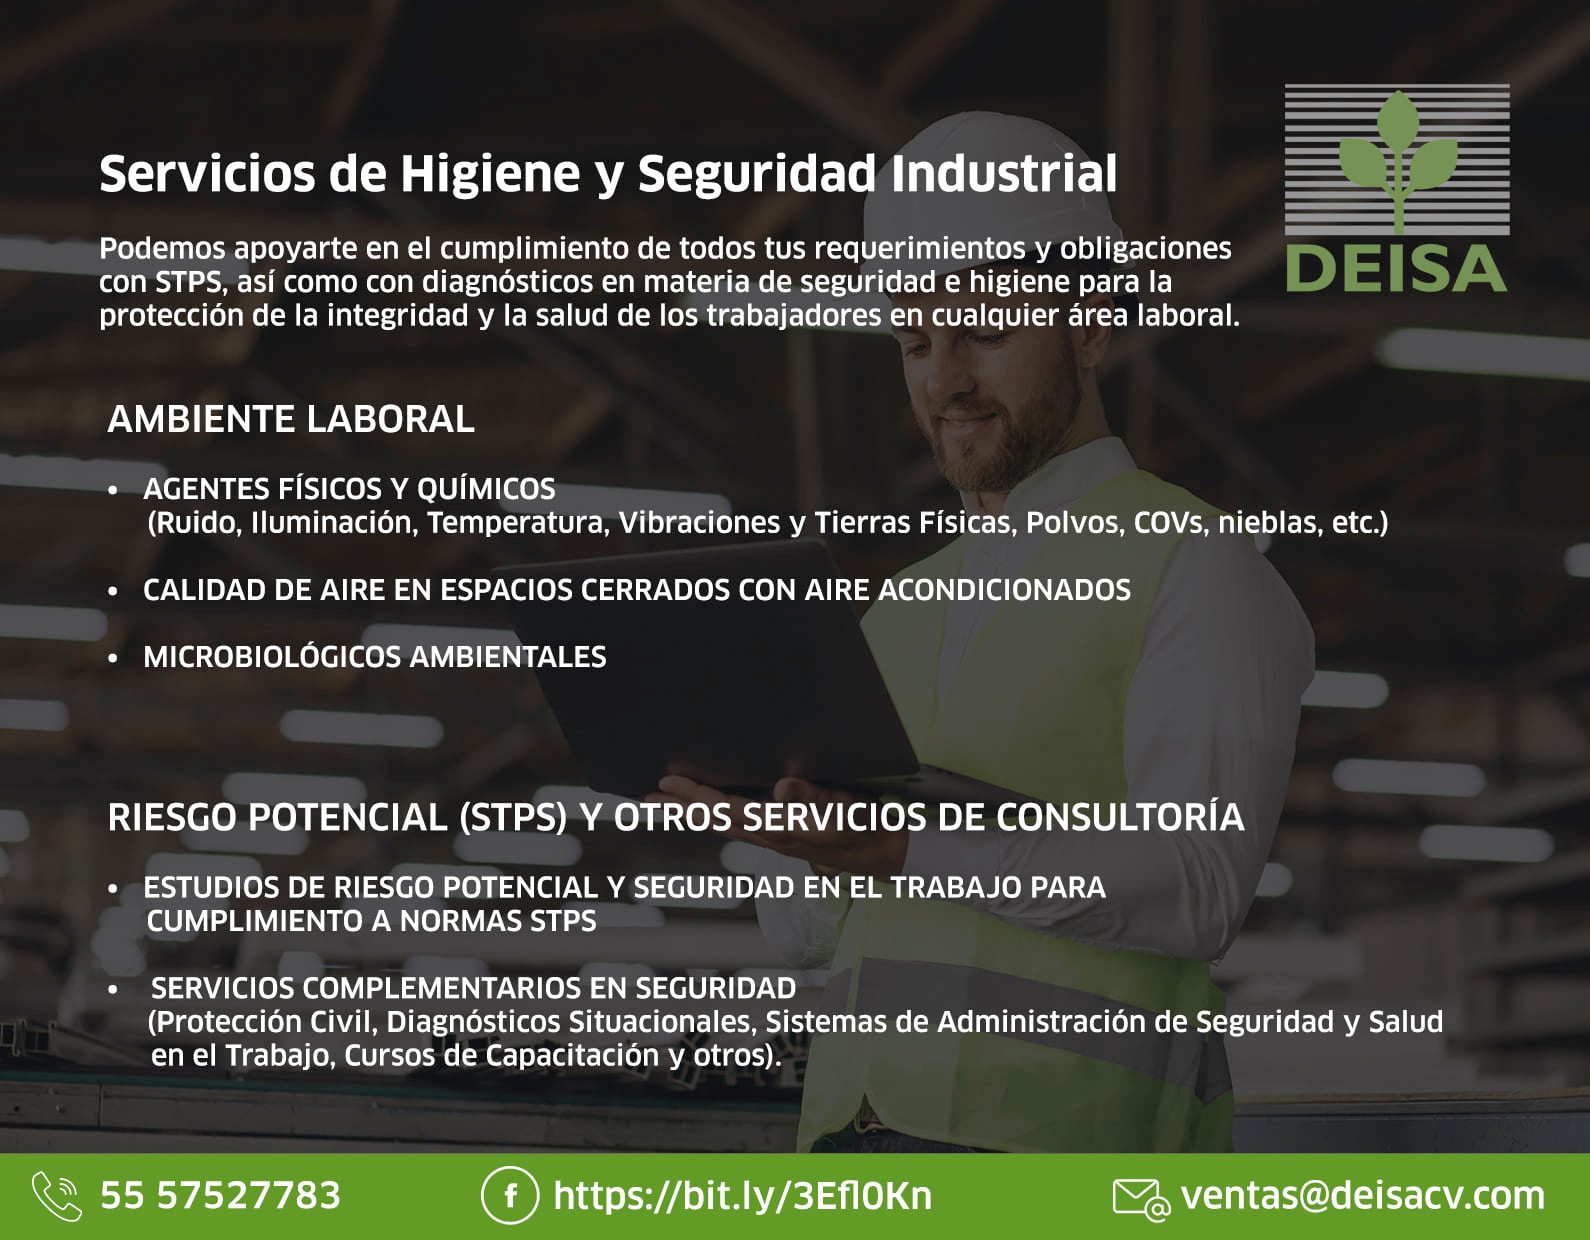 Servicios de Higiene y Seguridad Industrial
DEISA
Podemos apoyarte en el cumplimiento de todos tus requerimientos y obligaciones
con STPS, así como con diagnósticos en materia de seguridad e higiene para la
protección de la integridad y la salud de los trabajadores en cualquier área laboral.
AMBIENTE LABORAL
• AGENTES FÍSICOS Y QUÍMICOS
(Ruido, Iluminación, Temperatura, Vibraciones y Tierras Físicas, Polvos, COVs, nieblas, etc.)
• CALIDAD DE AIRE EN ESPACIOS CERRADOS CON AIRE ACONDICIONADOS
• MICROBIOLÓGICOS AMBIENTALES
RIESGO POTENCIAL (STPS) Y OTROS SERVICIOS DE CONSULTORÍA
• ESTUDIOS DE RIESGO POTENCIAL Y SEGURIDAD EN EL TRABAJO PARA
CUMPLIMIENTO A NORMAS STPS
• SERVICIOS COMPLEMENTARIOS EN SEGURIDAD
(Protección Civil, Diagnósticos Situacionales, Sistemas de Administración de Seguridad y Salud
en el Trabajo, Cursos de Capacitación y otros).
55 57527783
https://bit.ly/3Efl0Kn
ventas@deisacv.com